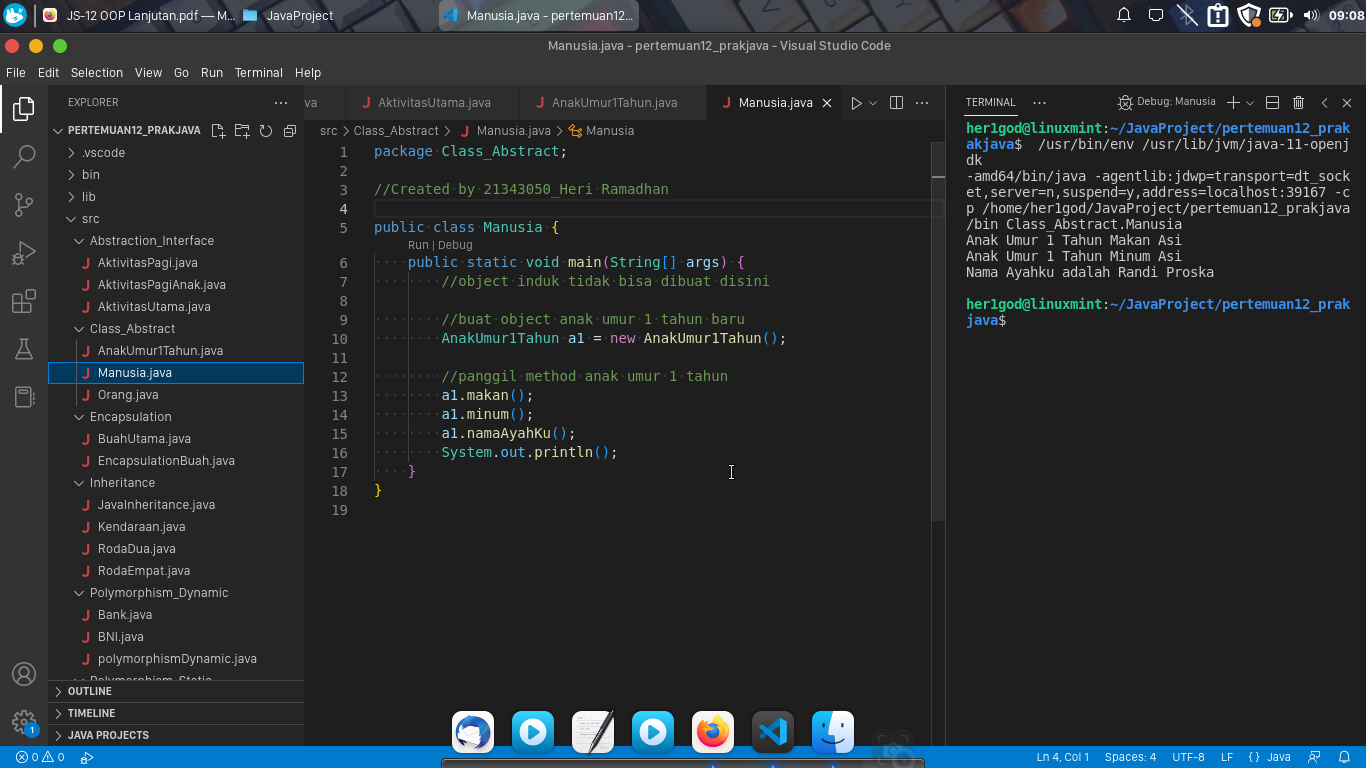 JS-12 OOP Lanjutan.pdf — M...
JavaProject
Manusia.java - pertemuan12...
09:08
Manusia.java - pertemuan12_prakjava - Visual Studio Code
File Edit Selection View Go Run Terminal Help
EXPLORER
PERTEMUAN12_PRAKJAVA
.vscode
bin
lib
src
Abstraction_Interface
AktivitasPagi.java
AktivitasPagiAnak.java
AktivitasUtama.java
Class_Abstract
AnakUmur1Tahun.java
Manusia.java
Orang.java
Encapsulation
BuahUtama.java
EncapsulationBuah.java
Inheritance
JavaInheritance.java
Kendaraan.java
RodaDua.java
RodaEmpat.java
Polymorphism_Dynamic
Bank.java
BNI.java
polymorphismDynamic.java
Polymorphism_Static
OUTLINE
TIMELINE
JAVA PROJECTS
va
AktivitasUtama.java
AnakUmur1Tahun.java
Manusia.java
src > Class_Abstract > Manusia.java > Manusia
1 package Class_Abstract;
2
3 //Created by 21343050_Heri Ramadhan
4
5 public class Manusia {
Run | Debug
6 public static void main(String[] args) {
7 //object induk tidak bisa dibuat disini
8
9 //buat object anak umur 1 tahun baru
10 AnakUmur1Tahun a1 = new AnakUmur1Tahun();
11
12 //panggil method anak umur 1 tahun
13 a1.makan();
14 a1.minum();
15 a1.namaAyahKu();
16 System.out.println();
17 }
18 }
19
TERMINAL
Debug: Manusia
her1god@linuxmint:~/JavaProject/pertemuan12_prak
akjava$ /usr/bin/env /usr/lib/jvm/java-11-openj
dk
-amd64/bin/java -agentlib:jdwp=transport=dt_sock
et,server=n,suspend=y,address=localhost:39167 -c
p /home/her1god/JavaProject/pertemuan12_prakjava
/bin Class_Abstract.Manusia
Anak Umur 1 Tahun Makan Asi
Anak Umur 1 Tahun Minum Asi
Nama Ayahku adalah Randi Proska
her1god@linuxmint:~/JavaProject/pertemuan12_prak
java$
1
0 0
Ln 4, Col 1 Spaces: 4 UTF-8 LF { } Java